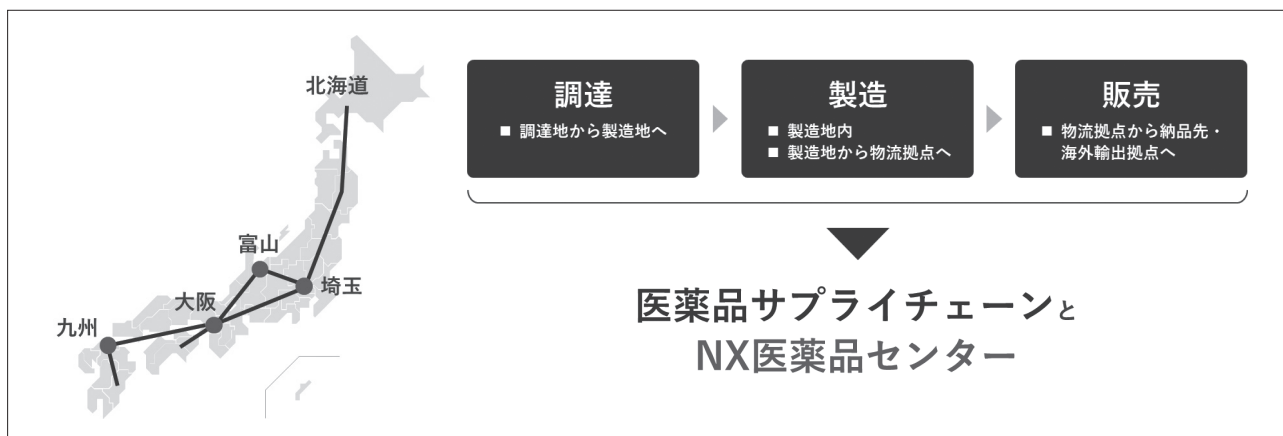 北海道
富山
埼玉
大阪
九州
調達
■ 調達地から製造地へ
製造
■ 製造地内
■ 製造地から物流拠点へ
販売
■ 物流拠点から納品先・
海外輸出拠点へ
医薬品サプライチェーンと
NX医薬品センター